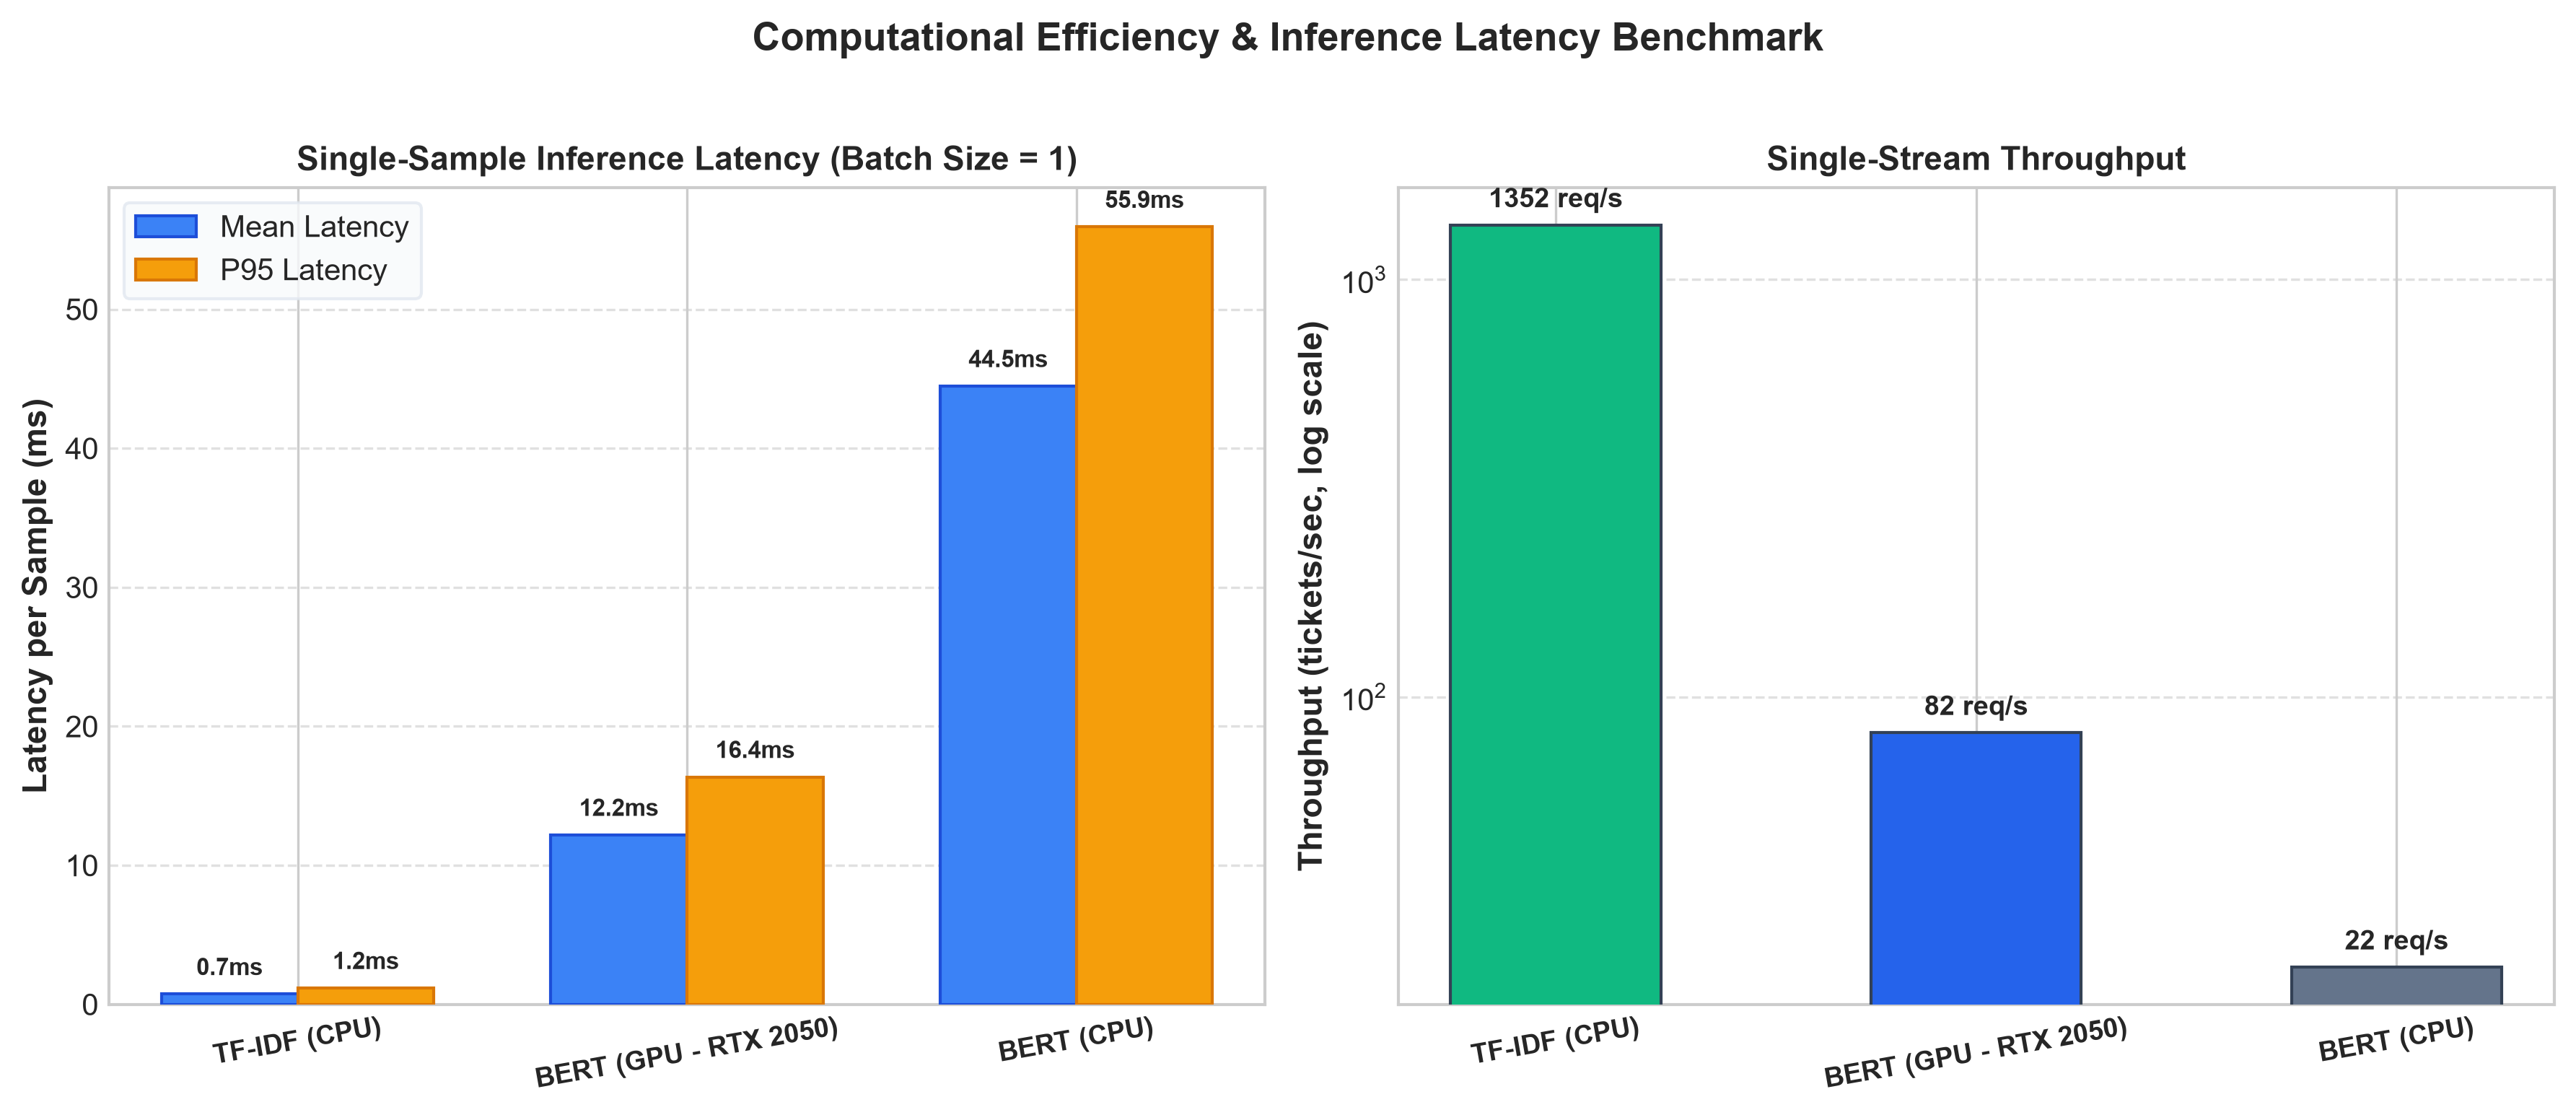 Computational Efficiency & Inference Latency Benchmark
Single-Sample Inference Latency (Batch Size = 1)
Mean Latency
P95 Latency
Latency per Sample (ms)
50
40
30
20
10
0
0.7ms
1.2ms
12.2ms
16.4ms
44.5ms
55.9ms
TF-IDF (CPU)
BERT (GPU - RTX 2050)
BERT (CPU)
Single-Stream Throughput
Throughput (tickets/sec, log scale)
10³
10²
1352 req/s
82 req/s
22 req/s
TF-IDF (CPU)
BERT (GPU - RTX 2050)
BERT (CPU)